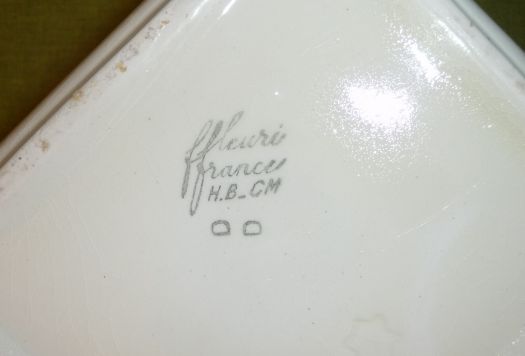 fleuri
france
H.B_CM
D D